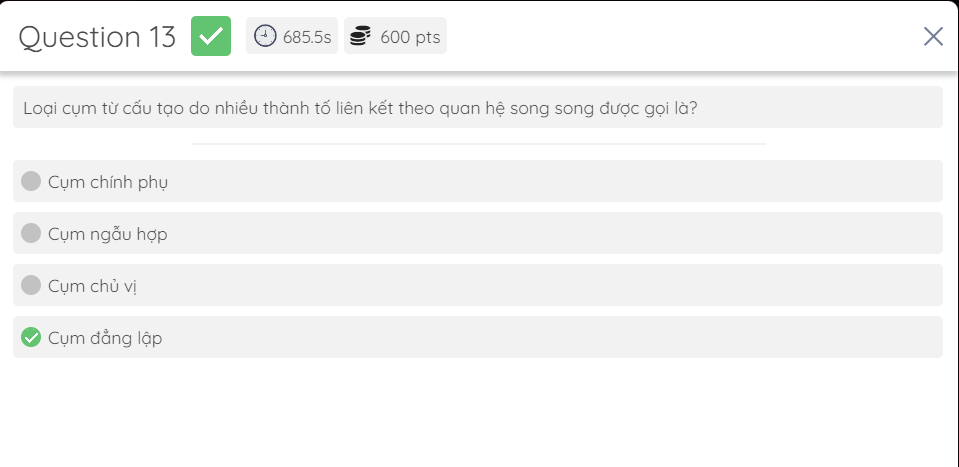 Question 13
685.5s
600 pts
Loại cụm từ cấu tạo do nhiều thành tố liên kết theo quan hệ song song được gọi là?
Cụm chính phụ
Cụm ngẫu hợp
Cụm chủ vị
Cụm đẳng lập